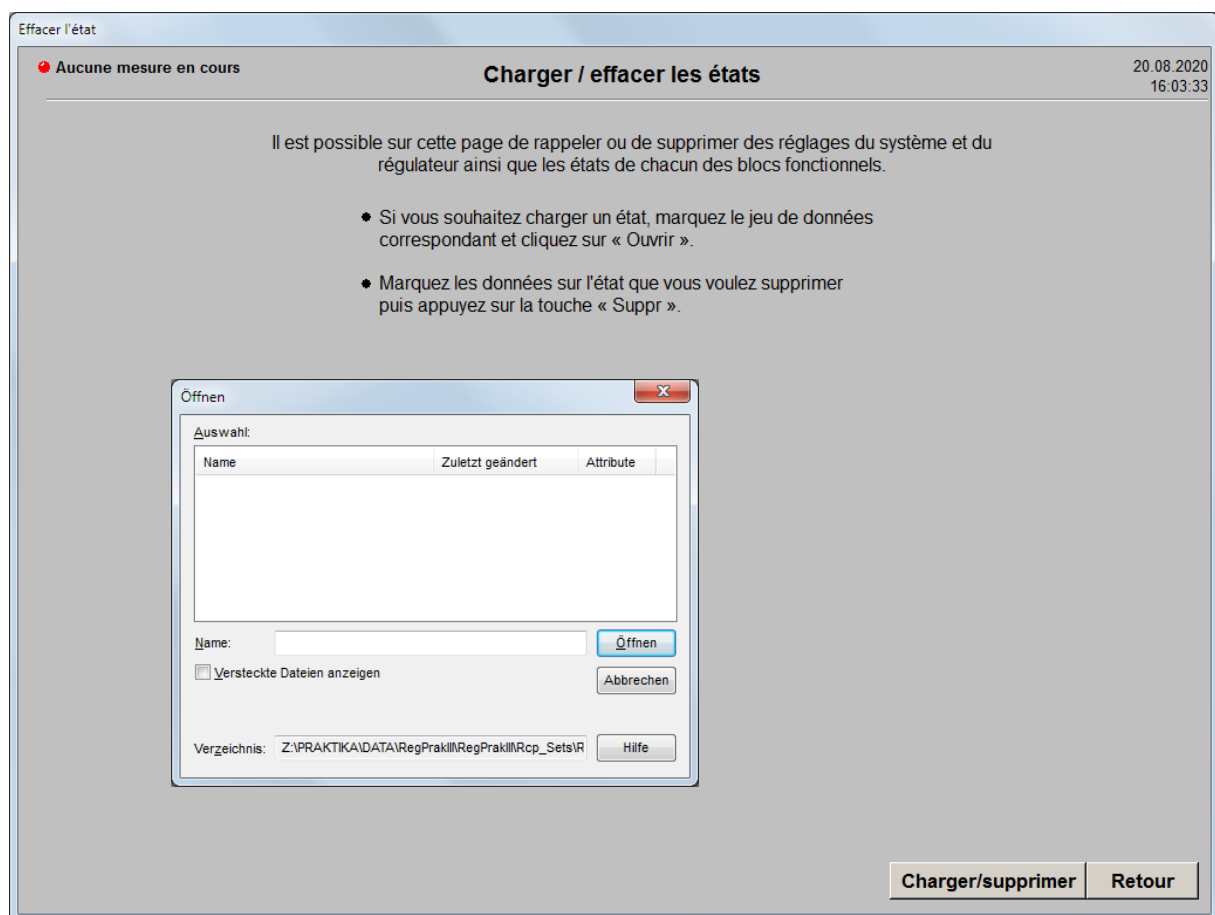 Effacer l'état
Aucune mesure en cours
Charger / effacer les états
20.08.2020
16:03:33
Il est possible sur cette page de rappeler ou de supprimer des réglages du système et du
régulateur ainsi que les états de chacun des blocs fonctionnels.
Si vous souhaitez charger un état, marquez le jeu de données
correspondant et cliquez sur « Ouvrir ».
Marquez les données sur l'état que vous voulez supprimer
puis appuyez sur la touche « Suppr ».
Öffnen
Auswahl:
Name Zuletzt geändert Attribute
Name: Öffnen
Versteckte Dateien anzeigen
Abbrechen
Verzeichnis: Z:\PRAKTIKA\DATA\RegPrakIII\RegPrakIII\Rcp_Sets\R Hilfe
Charger/supprimer Retour